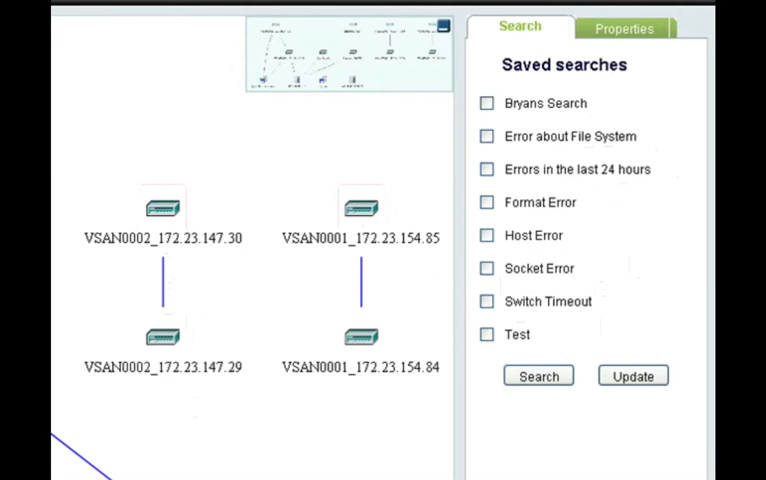 Search
Properties
Saved searches
Bryans Search
Error about File System
Errors in the last 24 hours
Format Error
Host Error
Socket Error
Switch Timeout
Test
Search
Update
VSAN0002_172.23.147.30
VSAN0001_172.23.154.85
VSAN0002_172.23.147.29
VSAN0001_172.23.154.84